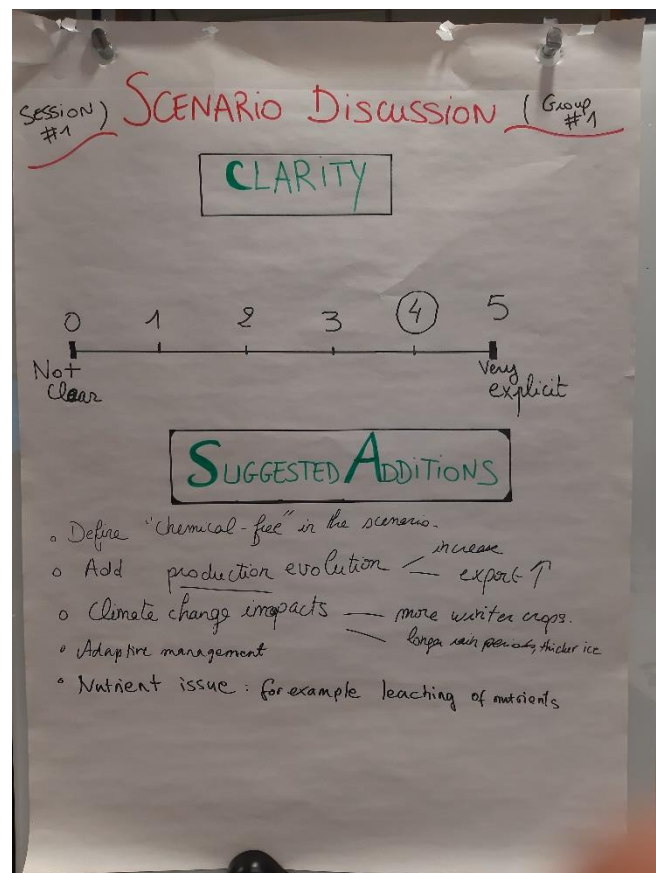 SESSION #1) SCENARIO DISCUSSION (Group #1
CLARITY
0 1 2 3 4 5
Not Clear
Very explicit
SUGGESTED ADDITIONS
Define "chemical-free" in the scenario.
Add production evolution increase
export ↑
Climate change impacts more winter crops.
longer rain periods, thicker ice
Adaptive management
Nutrient issue : for example leaching of nutrients